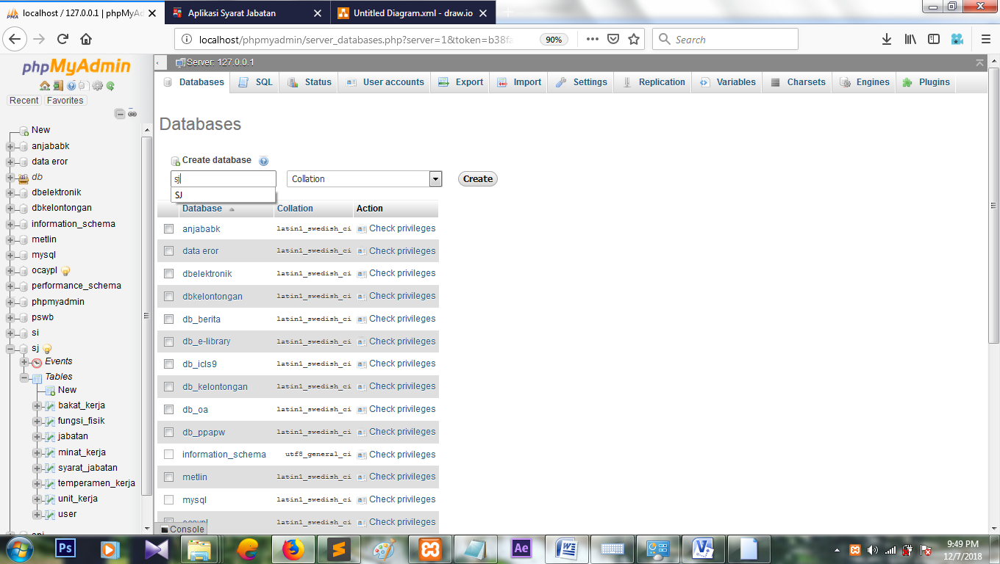 localhost / 127.0.0.1 | phpMyA
Aplikasi Syarat Jabatan
Untitled Diagram.xml - draw.io
localhost/phpmyadmin/server_databases.php?server=1&token=b38fa
90%
Search
phpMyAdmin
Recent
Favorites
New
anjababk
data eror
db
dbelektronik
dbkelontongan
information_schema
metlin
mysql
ocaypl
performance_schema
phpmyadmin
pswb
si
sj
Events
Tables
New
bakat_kerja
fungsi_fisik
jabatan
minat_kerja
syarat_jabatan
temperamen_kerja
unit_kerja
user
Server: 127.0.0.1
Databases SQL Status User accounts Export Import Settings Replication Variables Charsets Engines Plugins
Databases
Create database
sj Collation Create
SJ
Database Collation Action
anjababk latin1_swedish_ci Check privileges
data eror latin1_swedish_ci Check privileges
dbelektronik latin1_swedish_ci Check privileges
dbkelontongan latin1_swedish_ci Check privileges
db_berita latin1_swedish_ci Check privileges
db_e-library latin1_swedish_ci Check privileges
db_icls9 latin1_swedish_ci Check privileges
db_kelontongan latin1_swedish_ci Check privileges
db_oa latin1_swedish_ci Check privileges
db_ppapw latin1_swedish_ci Check privileges
information_schema utf8_general_ci Check privileges
metlin latin1_swedish_ci Check privileges
mysql latin1_swedish_ci Check privileges
ocaypl latin1_swedish_ci Check privileges
Console
Ps
Ae
9:49 PM
12/7/2018